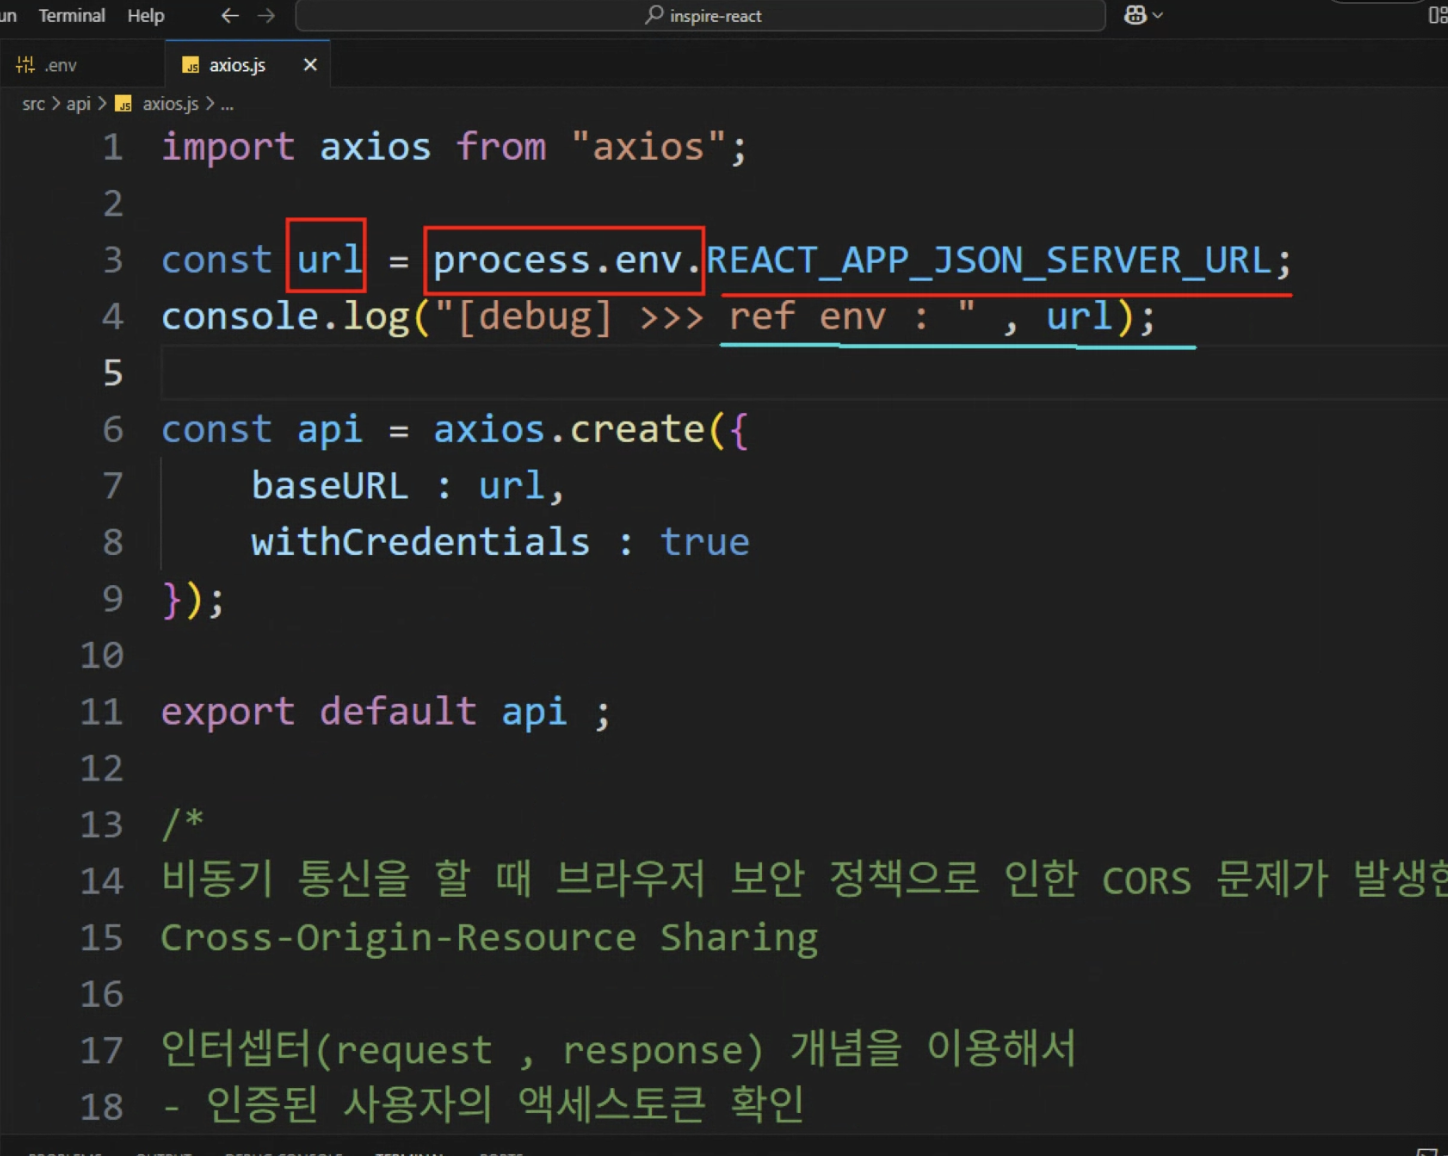 Terminal Help
inspire-react
.env
JS axios.js ×
src > api > JS axios.js > ...
1 import axios from "axios";
2
3 const url = process.env.REACT_APP_JSON_SERVER_URL;
4 console.log("[debug] >>> ref env : " , url);
5
6 const api = axios.create({
7 baseURL : url,
8 withCredentials : true
9 });
10
11 export default api ;
12
13 /*
14 비동기 통신을 할 때 브라우저 보안 정책으로 인한 CORS 문제가
15 Cross-Origin-Resource Sharing
16
17 인터셉터(request , response) 개념을 이용해서
18 - 인증된 사용자의 액세스토큰 확인